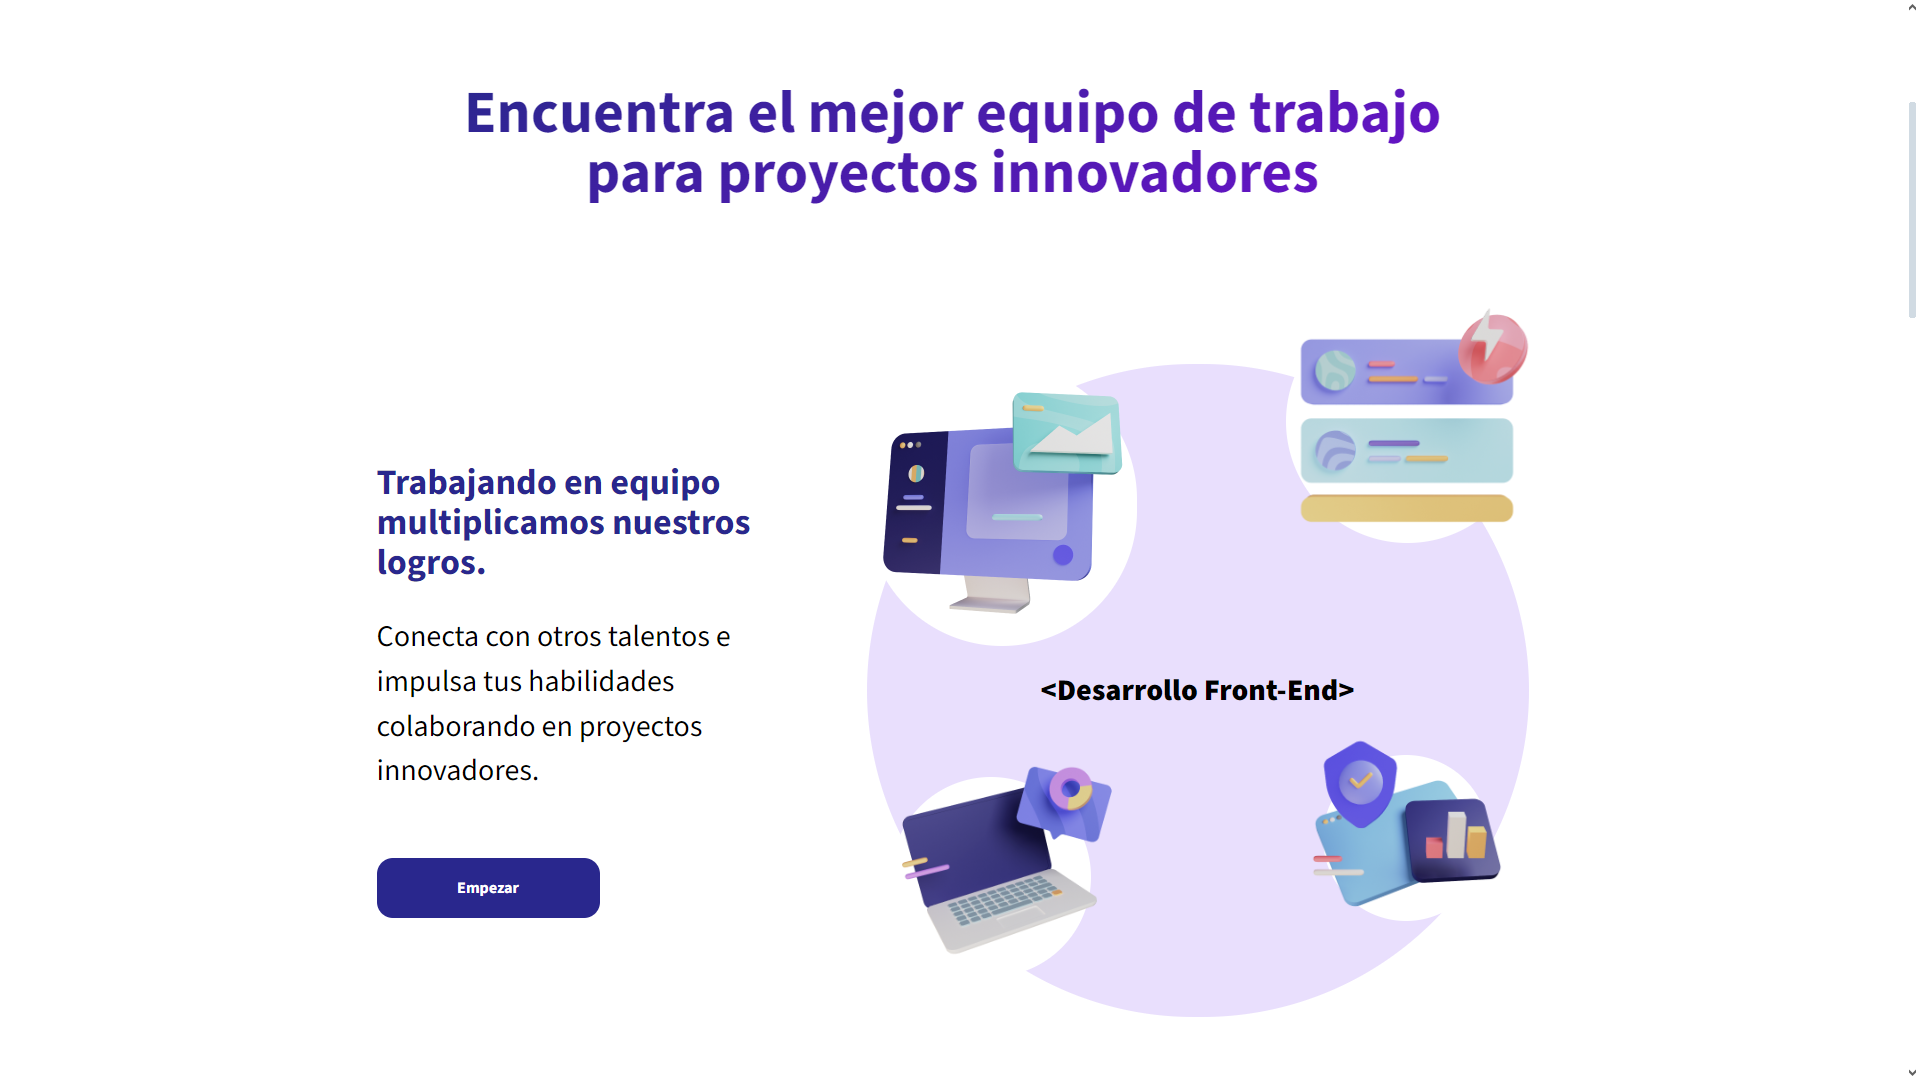 Encuentra el mejor equipo de trabajo
para proyectos innovadores
Trabajando en equipo
multiplicamos nuestros
logros.
Conecta con otros talentos e
impulsa tus habilidades
colaborando en proyectos
innovadores.
Empezar
<Desarrollo Front-End>